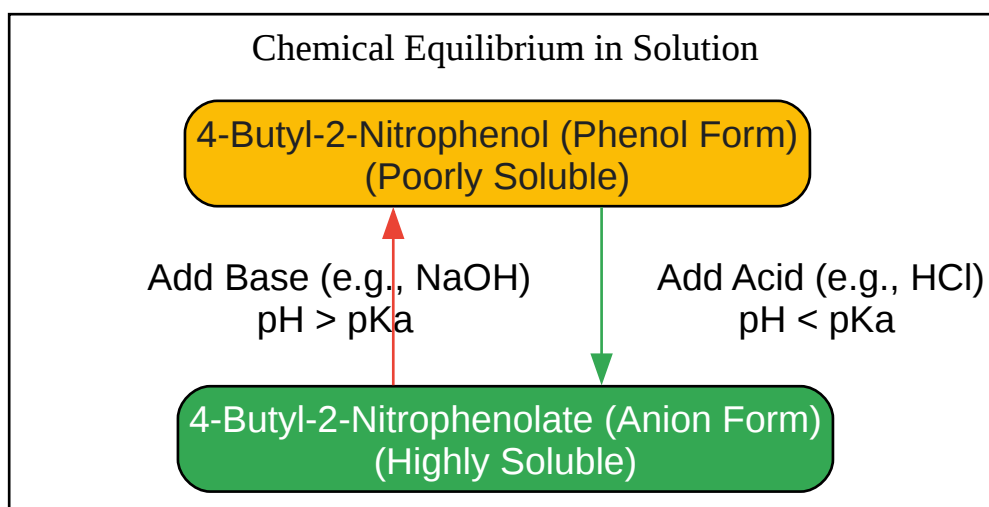 Chemical Equilibrium in Solution
4-Butyl-2-Nitrophenol (Phenol Form)
(Poorly Soluble)
Add Base (e.g., NaOH)
pH > pKa
Add Acid (e.g., HCl)
pH < pKa
4-Butyl-2-Nitrophenolate (Anion Form)
(Highly Soluble)